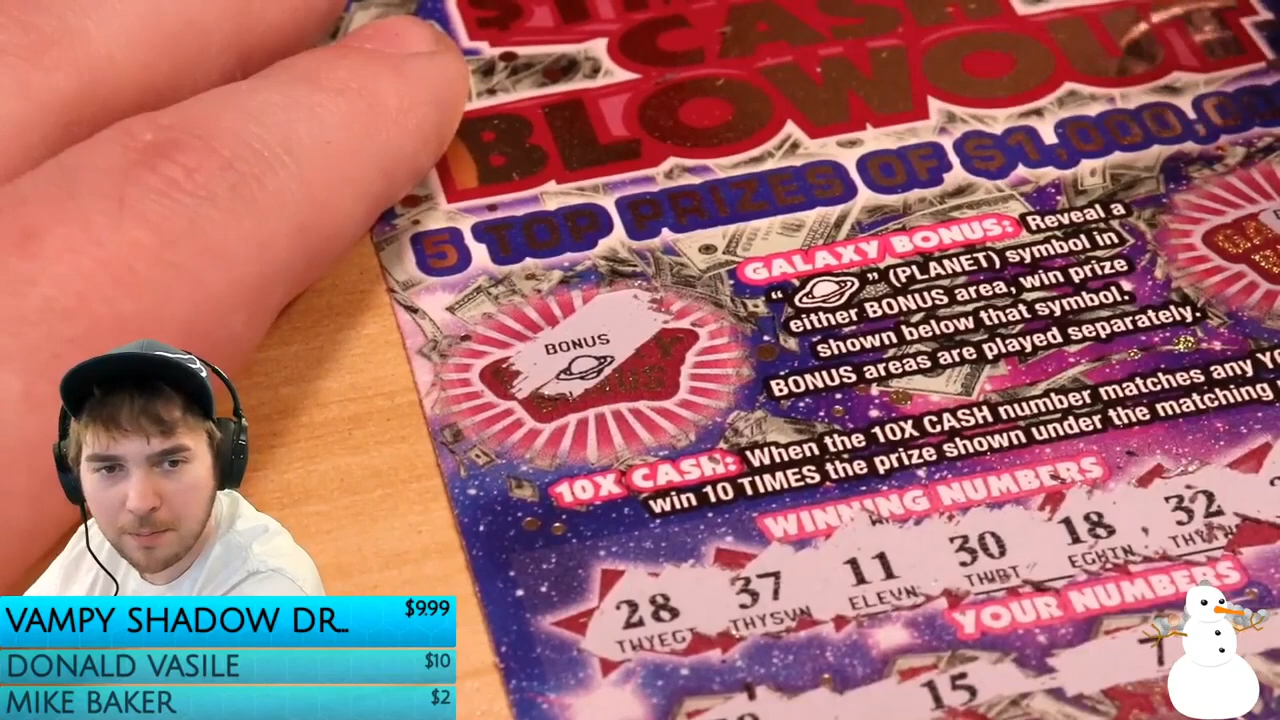 CASH
BLOWOUT
5 TOP PRIZES OF $1,000,0
GALAXY BONUS: Reveal a
" " (PLANET) symbol in
either BONUS area, win prize
shown below that symbol.
BONUS areas are played separately.
BONUS
10X CASH: When the 10X CASH number matches any Y
win 10 TIMES the prize shown under the matching
WINNING NUMBERS
28 37 11 30 18 32
THYEGT THYSVN ELEVN THIRT EGHTN
YOUR NUMBERS
15
VAMPY SHADOW DR... $9.99
DONALD VASILE $10
MIKE BAKER $2